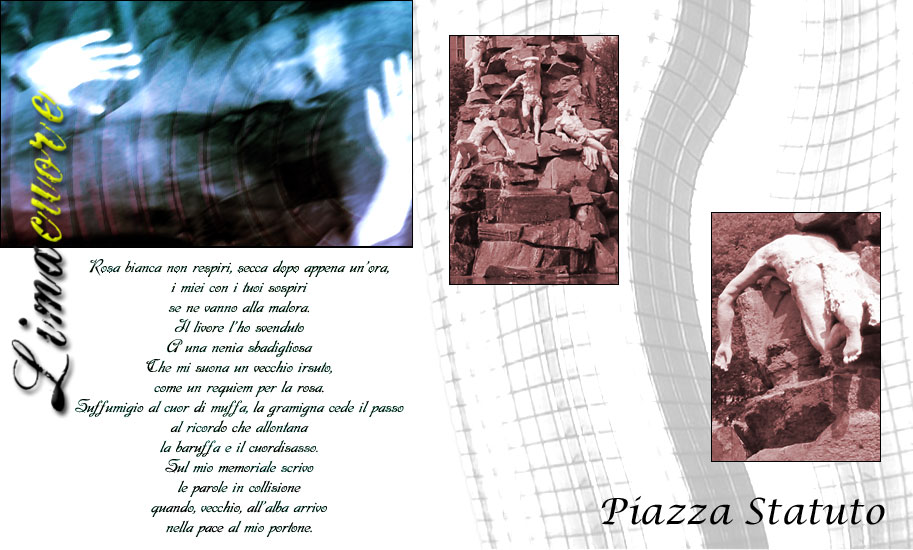 Limacuore
Rosa bianca non respiri, secca dopo appena un'ora,
i miei con i tuoi sospiri
se ne vanno alla malora.
Il livore l'ho svenduto
A una nenia sbadigliosa
Che mi suona un vecchio irsuto,
come un requiem per la rosa.
Suffumigio al cuor di muffa, la gramigna cede il passo
al ricordo che allontana
la baruffa e il cuordisasso.
Sul mio memoriale scrivo
le parole in collisione
quando, vecchio, all'alba arrivo
nella pace al mio portone.
Piazza Statuto